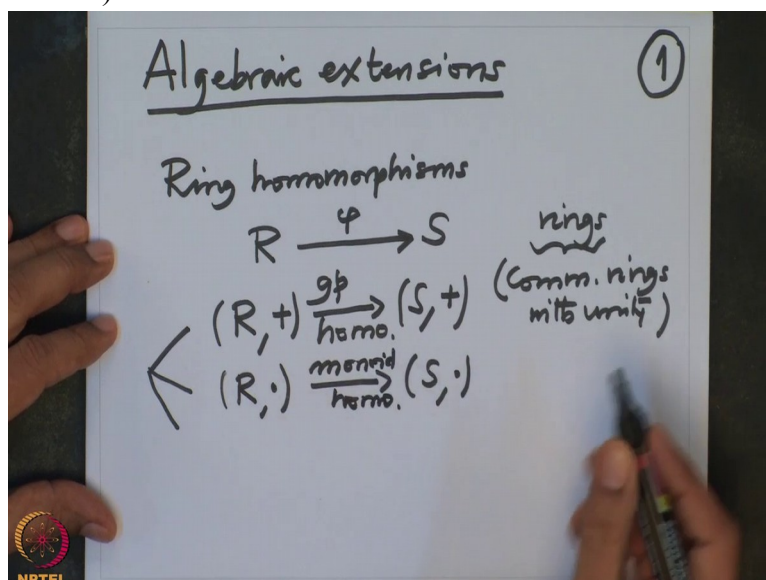 Algebraic extensions
1
Ring homomorphisms
R —φ→ S
rings
(comm. rings
with unity)
(R,+) gp homo. → (S,+)
(R,·) monoid homo. → (S,·)
NPTEL